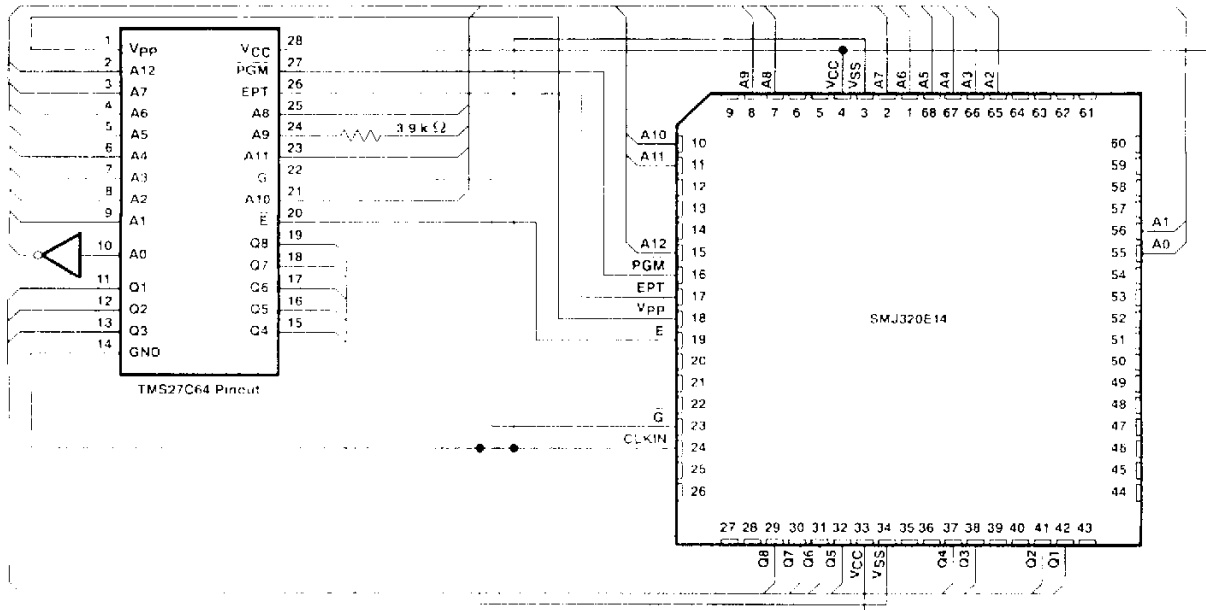 1 VPP VCC 28
2 A12 PGM 27
3 A7 EPT 26
4 A6 A8 25
5 A5 A9 24 3.9 k Ω
6 A4 A11 23
7 A3 G 22
8 A2 A10 21
9 A1 E 20
10 A0 Q8 19
Q7 18
11 Q1 Q6 17
12 Q2 Q5 16
13 Q3 Q4 15
14 GND
TMS27C64 Pinout
A9 A8 VCC VSS A7 A6 A5 A4 A3 A2
9 8 7 6 5 4 3 2 1 68 67 66 65 64 63 62 61
A10 10
A11 11
12
13
14
A12 15
PGM 16
EPT 17
VPP 18
E 19
20
21
22
G 23
CLKIN 24
25
26
SMJ320E14
60
59
58
57
56 A1
55 A0
54
53
52
51
50
49
48
47
46
45
44
27 28 29 30 31 32 33 34 35 36 37 38 39 40 41 42 43
Q8 Q7 Q6 Q5 VCC VSS Q4 Q3 Q2 Q1